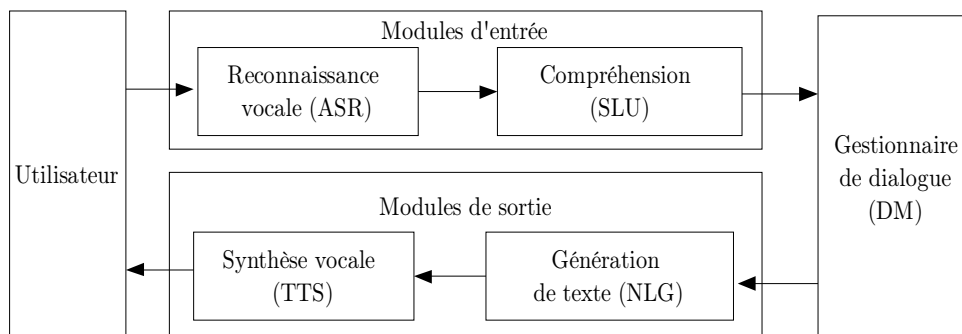 Modules d'entrée
Reconnaissance
vocale (ASR)
Compréhension
(SLU)
Utilisateur
Gestionnaire
de dialogue
(DM)
Modules de sortie
Synthèse vocale
(TTS)
Génération
de texte (NLG)